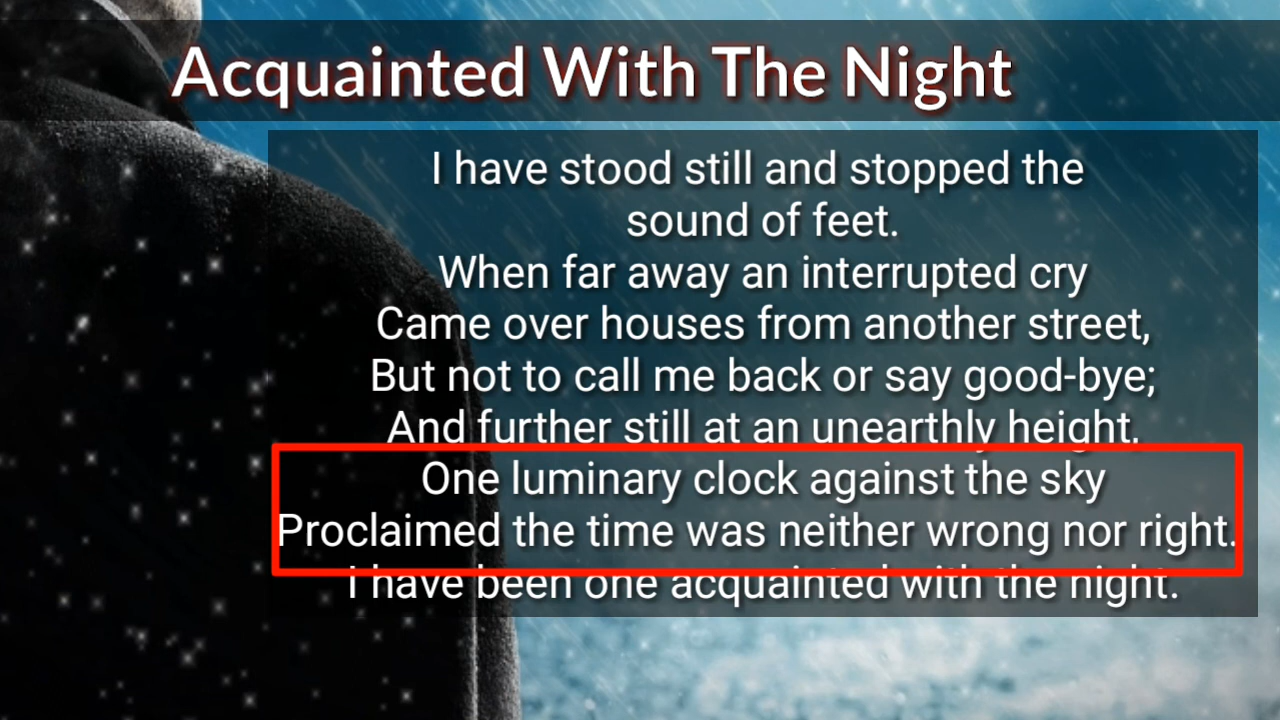 Acquainted With The Night
I have stood still and stopped the
sound of feet.
When far away an interrupted cry
Came over houses from another street,
But not to call me back or say good-bye;
And further still at an unearthly height,
One luminary clock against the sky
Proclaimed the time was neither wrong nor right.
I have been one acquainted with the night.